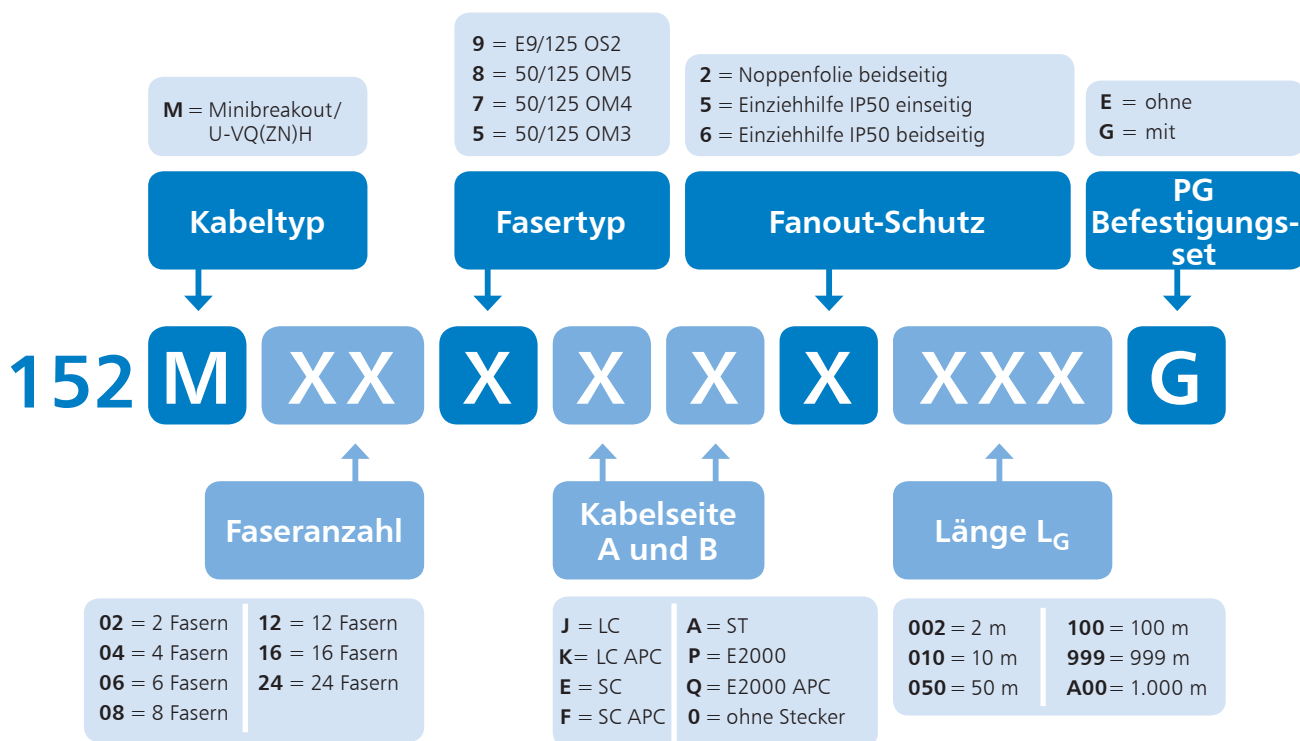 9 = E9/125 OS2
8 = 50/125 OM5
7 = 50/125 OM4
5 = 50/125 OM3
2 = Noppenfolie beidseitig
5 = Einziehhilfe IP50 einseitig
6 = Einziehhilfe IP50 beidseitig
M = Minibreakout/
U-VQ(ZN)H
E = ohne
G = mit
Kabeltyp
Fasertyp
Fanout-Schutz
PG
Befestigungs-
set
152 M XX X X X X XXX G
Faseranzahl
Kabelseite
A und B
Länge LG
02 = 2 Fasern
04 = 4 Fasern
06 = 6 Fasern
08 = 8 Fasern
12 = 12 Fasern
16 = 16 Fasern
24 = 24 Fasern
J = LC
K= LC APC
E = SC
F = SC APC
A = ST
P = E2000
Q = E2000 APC
0 = ohne Stecker
002 = 2 m
010 = 10 m
050 = 50 m
100 = 100 m
999 = 999 m
A00 = 1.000 m